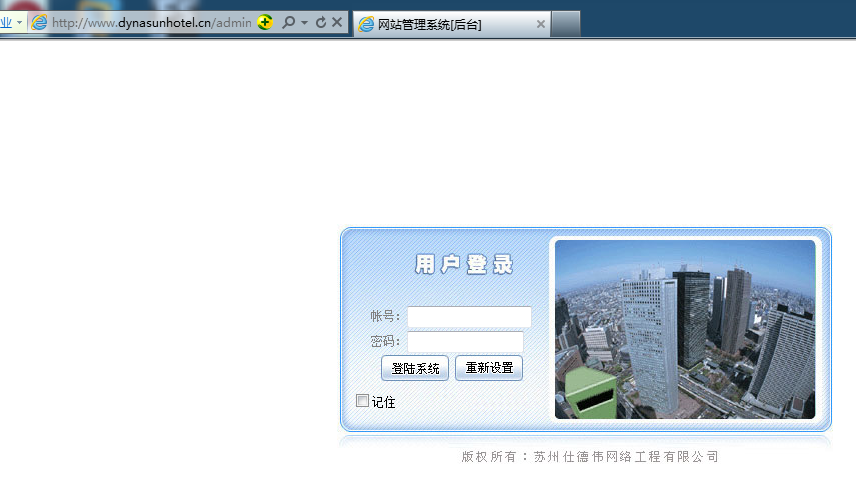 业
http://www.dynasunhotel.cn/admin
网站管理系统[后台]
用户登录
帐号：
密码：
登陆系统 重新设置
记住
版权所有：苏州仕德伟网络工程有限公司